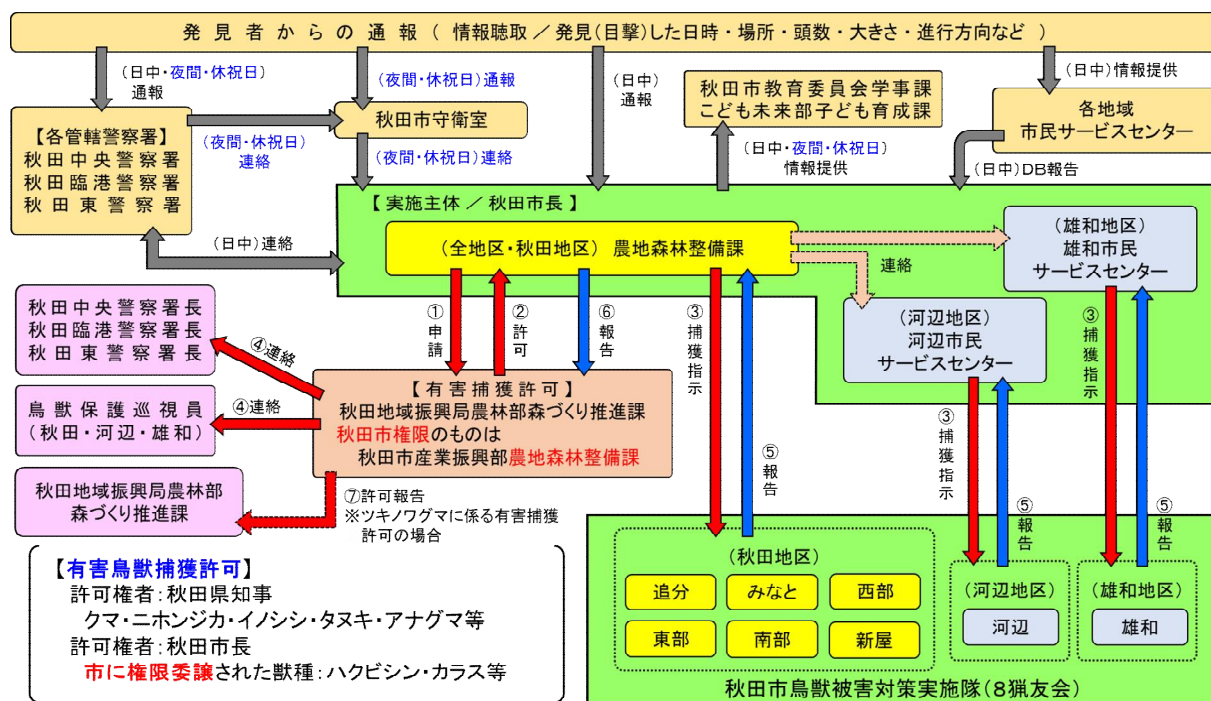 発見者からの通報（情報聴取／発見(目撃)した日時・場所・頭数・大きさ・進行方向など）
(日中・夜間・休祝日)
通報
(夜間・休祝日)通報
(日中)
通報
(日中)情報提供
【各管轄警察署】
秋田中央警察署
秋田臨港警察署
秋田東警察署
(夜間・休祝日)
連絡
秋田市守衛室
(夜間・休祝日)連絡
秋田市教育委員会学事課
こども未来部子ども育成課
(日中・夜間・休祝日)
情報提供
各地域
市民サービスセンター
(日中)DB報告
(日中)連絡
【実施主体／秋田市長】
(全地区・秋田地区) 農地森林整備課
連絡
(雄和地区)
雄和市民
サービスセンター
(河辺地区)
河辺市民
サービスセンター
①申請
②許可
⑥報告
③捕獲指示
⑤報告
③捕獲指示
⑤報告
③捕獲指示
⑤報告
秋田中央警察署長
秋田臨港警察署長
秋田東警察署長
④連絡
鳥獣保護巡視員
(秋田・河辺・雄和)
④連絡
【有害捕獲許可】
秋田地域振興局農林部森づくり推進課
秋田市権限のものは
秋田市産業振興部農地森林整備課
秋田地域振興局農林部
森づくり推進課
⑦許可報告
※ツキノワグマに係る有害捕獲
許可の場合
【有害鳥獣捕獲許可】
許可権者：秋田県知事
クマ・ニホンジカ・イノシシ・タヌキ・アナグマ等
許可権者：秋田市長
市に権限委譲された獣種：ハクビシン・カラス等
(秋田地区)
追分
みなと
西部
東部
南部
新屋
(河辺地区)
河辺
(雄和地区)
雄和
秋田市鳥獣被害対策実施隊(8猟友会)